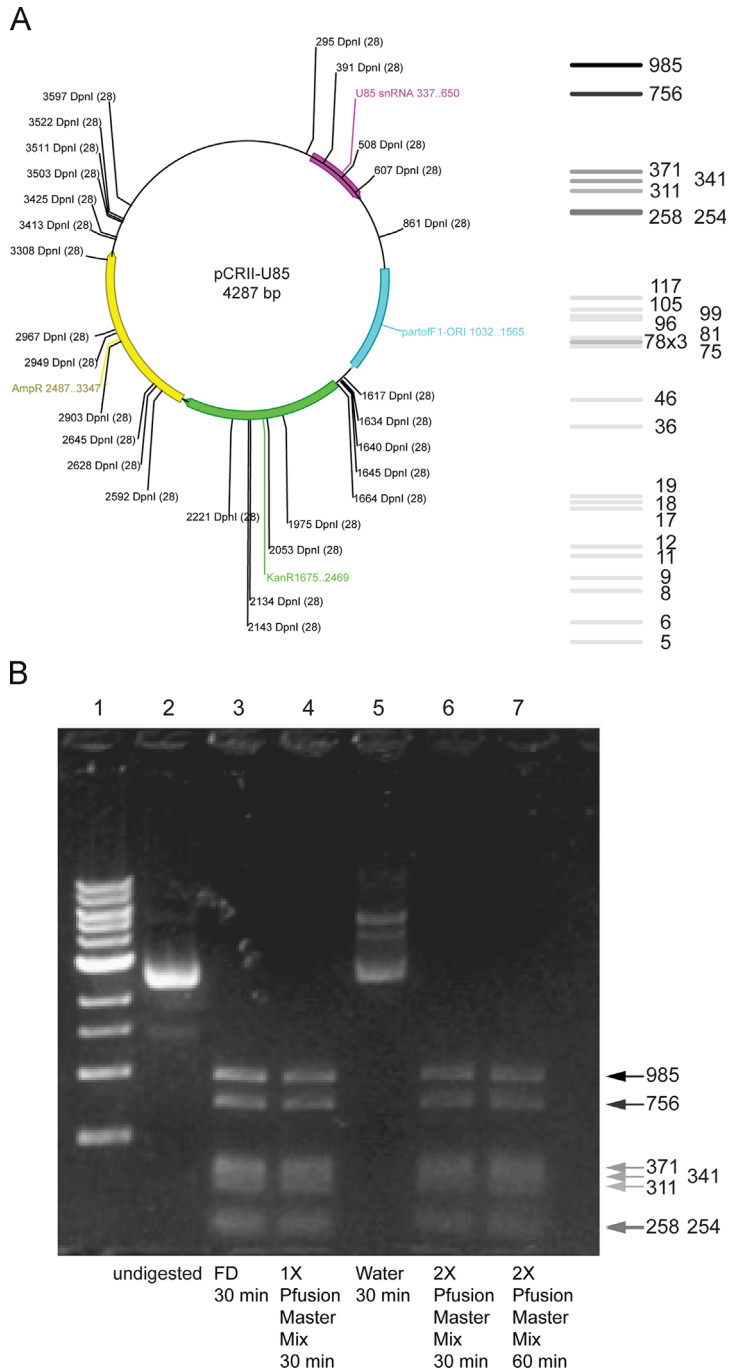 A
295 DpnI (28)
391 DpnI (28)
U85 snRNA 337..650
508 DpnI (28)
607 DpnI (28)
861 DpnI (28)
partofF1-ORI 1032..1565
1617 DpnI (28)
1634 DpnI (28)
1640 DpnI (28)
1645 DpnI (28)
1664 DpnI (28)
1975 DpnI (28)
2053 DpnI (28)
KanR1675..2469
2134 DpnI (28)
2143 DpnI (28)
2221 DpnI (28)
2592 DpnI (28)
2628 DpnI (28)
2645 DpnI (28)
2903 DpnI (28)
AmpR 2487..3347
2949 DpnI (28)
2967 DpnI (28)
3308 DpnI (28)
3413 DpnI (28)
3425 DpnI (28)
3503 DpnI (28)
3511 DpnI (28)
3522 DpnI (28)
3597 DpnI (28)
pCRII-U85
4287 bp
985
756
371
341
311
258 254
117
105
99
96
81
78x3
75
46
36
19
18
17
12
11
9
8
6
5
B
1 2 3 4 5 6 7
985
756
371
341
311
258 254
undigested
FD
30 min
1X
Pfusion
Master
Mix
30 min
Water
30 min
2X
Pfusion
Master
Mix
30 min
2X
Pfusion
Master
Mix
60 min